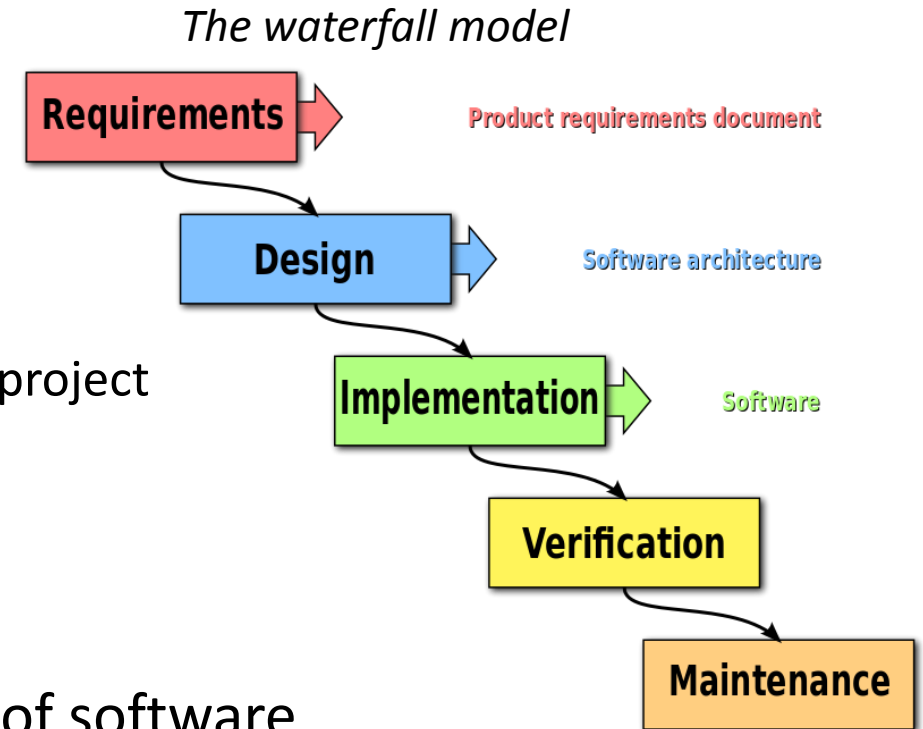 The waterfall model
Requirements
Product requirements document
Design
Software architecture
project
Implementation
Software
Verification
Maintenance
of software